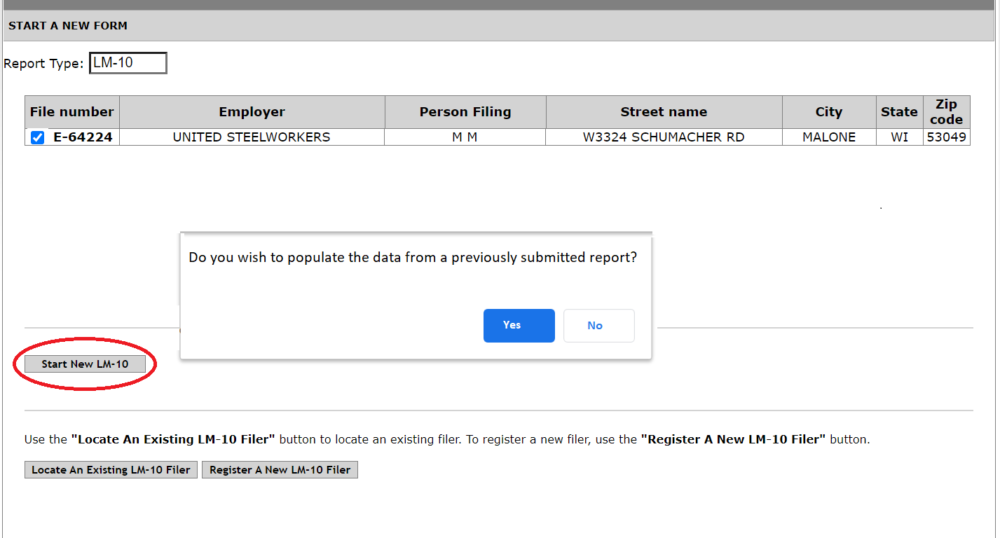 START A NEW FORM
Report Type: LM-10
File number Employer Person Filing Street name City State Zip code
E-64224 UNITED STEELWORKERS M M W3324 SCHUMACHER RD MALONE WI 53049
.
Do you wish to populate the data from a previously submitted report?
Yes No
Start New LM-10
Use the "Locate An Existing LM-10 Filer" button to locate an existing filer. To register a new filer, use the "Register A New LM-10 Filer" button.
Locate An Existing LM-10 Filer Register A New LM-10 Filer